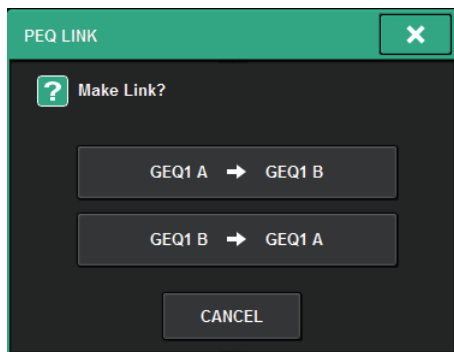 PEQ LINK
? Make Link?
GEQ1 A → GEQ1 B
GEQ1 B → GEQ1 A
CANCEL